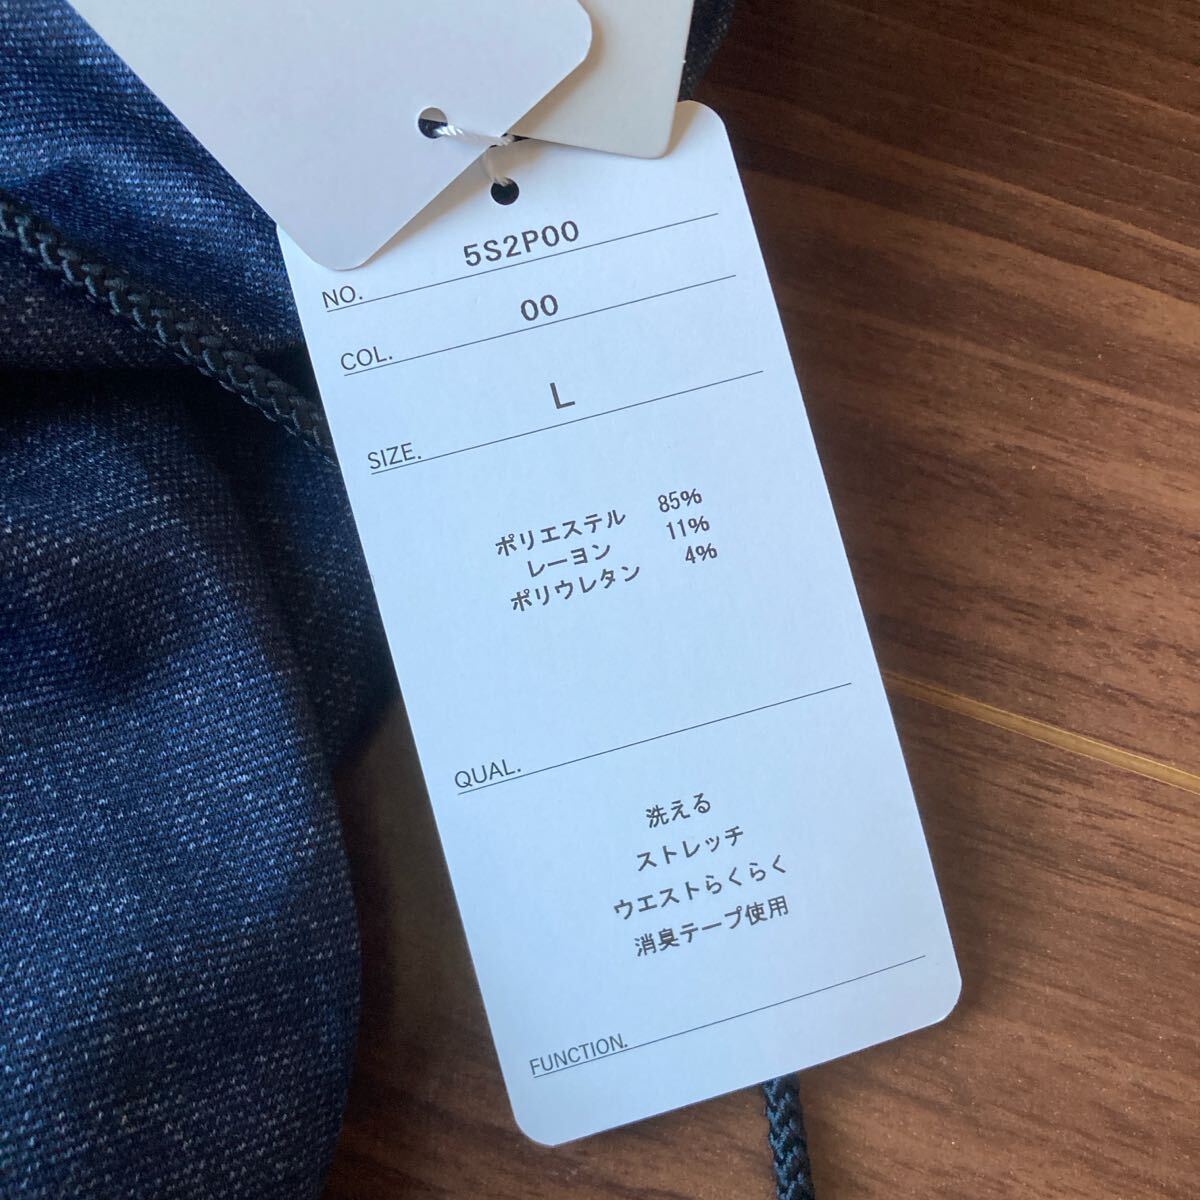 5S2P00
NO.
00
COL.
L
SIZE.
ポリエステル 85%
レーヨン 11%
ポリウレタン 4%
QUAL.
洗える
ストレッチ
ウエストらくらく
消臭テープ使用
FUNCTION.